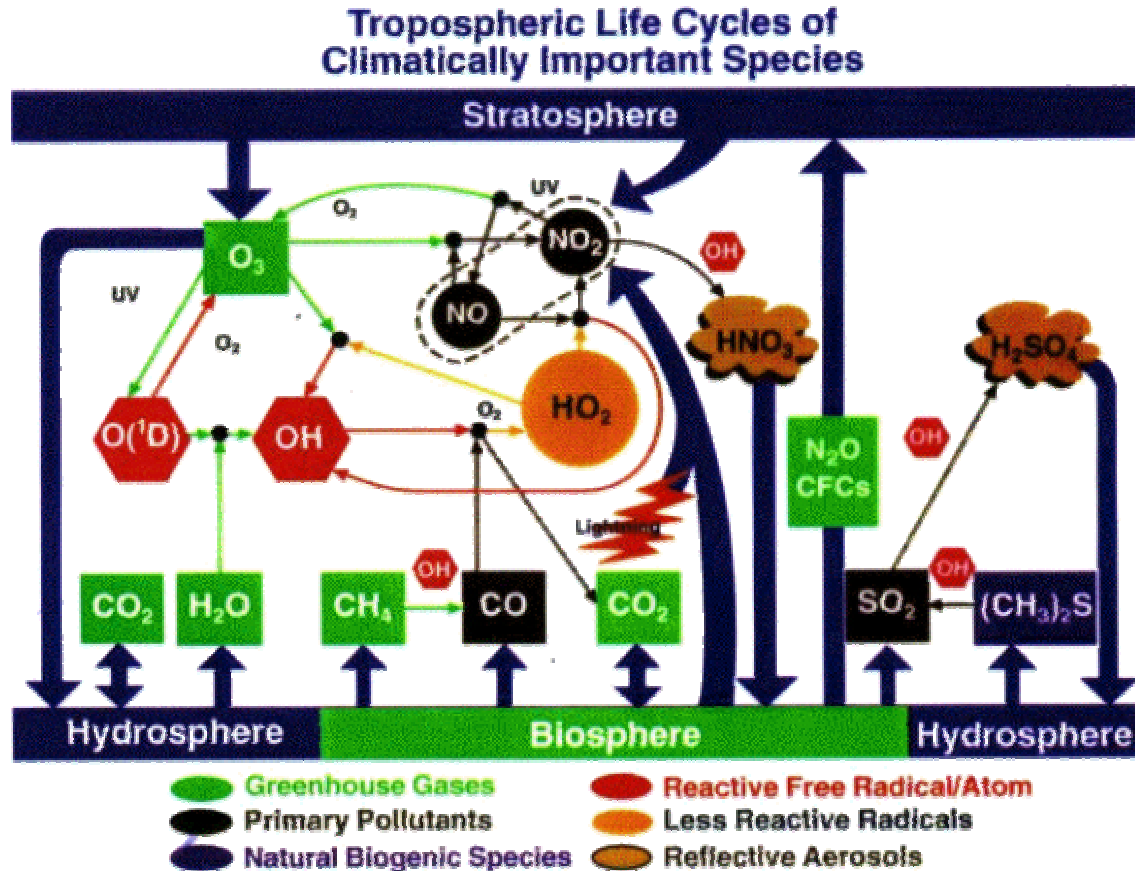 Tropospheric Life Cycles of
Climatically Important Species
Stratosphere
UV
O₂
NO₂
OH
O₃
UV
NO
O₂
HNO₃
H₂SO₄
O(¹D)
OH
O₂
HO₂
OH
N₂O
CFCs
Lightning
OH
OH
CO₂
H₂O
CH₄
CO
CO₂
SO₂
(CH₃)₂S
Hydrosphere
Biosphere
Hydrosphere
Greenhouse Gases
Reactive Free Radical/Atom
Primary Pollutants
Less Reactive Radicals
Natural Biogenic Species
Reflective Aerosols